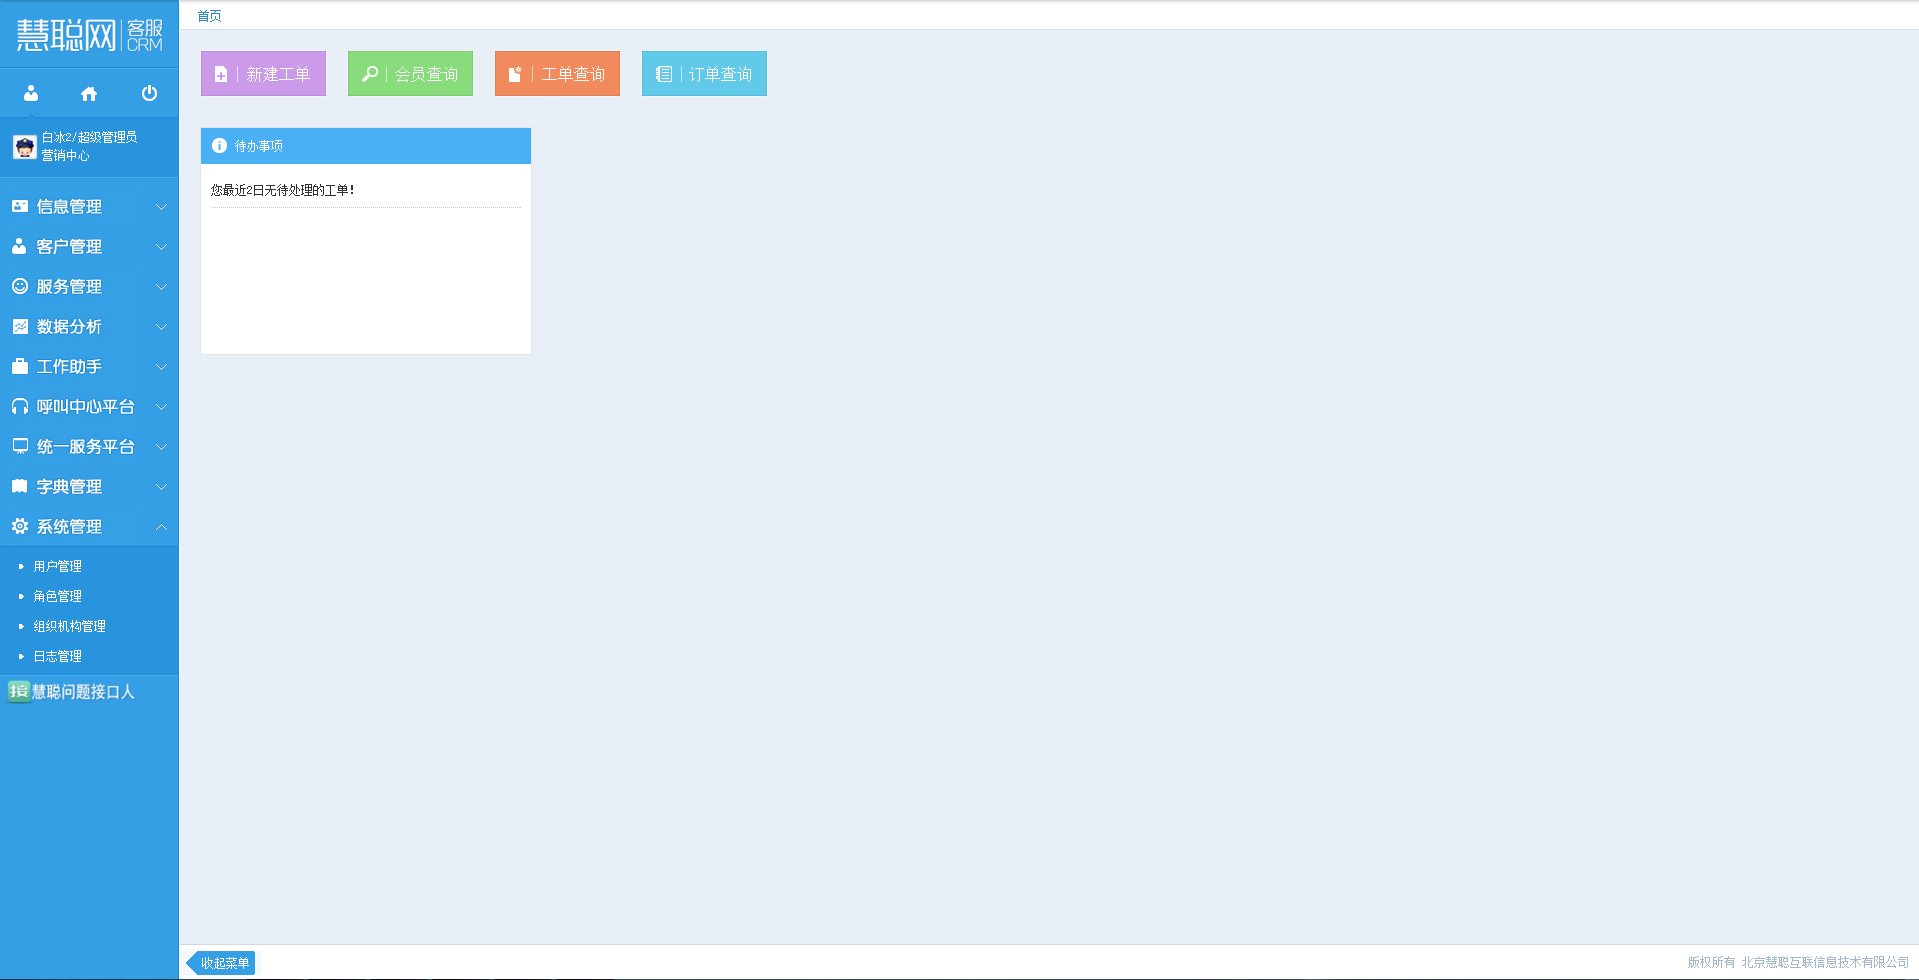 慧聪网 客服 CRM
首页
新建工单
会员查询
工单查询
订单查询
白冰2/超级管理员
营销中心
待办事项
您最近2日无待处理的工单！
信息管理
客户管理
服务管理
数据分析
工作助手
呼叫中心平台
统一服务平台
字典管理
系统管理
用户管理
角色管理
组织机构管理
日志管理
接 慧聪问题接口人
收起菜单
版权所有 北京慧聪互联信息技术有限公司